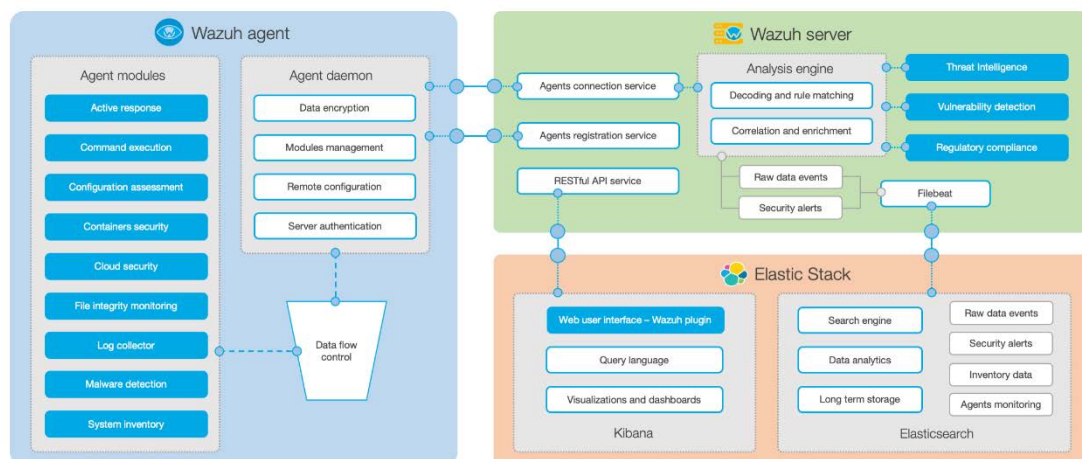 Wazuh agent
Agent modules
Active response
Command execution
Configuration assessment
Containers security
Cloud security
File integrity monitoring
Log collector
Malware detection
System inventory
Agent daemon
Data encryption
Modules management
Remote configuration
Server authentication
Data flow
control
Wazuh server
Agents connection service
Agents registration service
RESTful API service
Analysis engine
Decoding and rule matching
Correlation and enrichment
Threat Intelligence
Vulnerability detection
Regulatory compliance
Raw data events
Security alerts
Filebeat
Elastic Stack
Web user interface – Wazuh plugin
Query language
Visualizations and dashboards
Kibana
Search engine
Data analytics
Long term storage
Raw data events
Security alerts
Inventory data
Agents monitoring
Elasticsearch